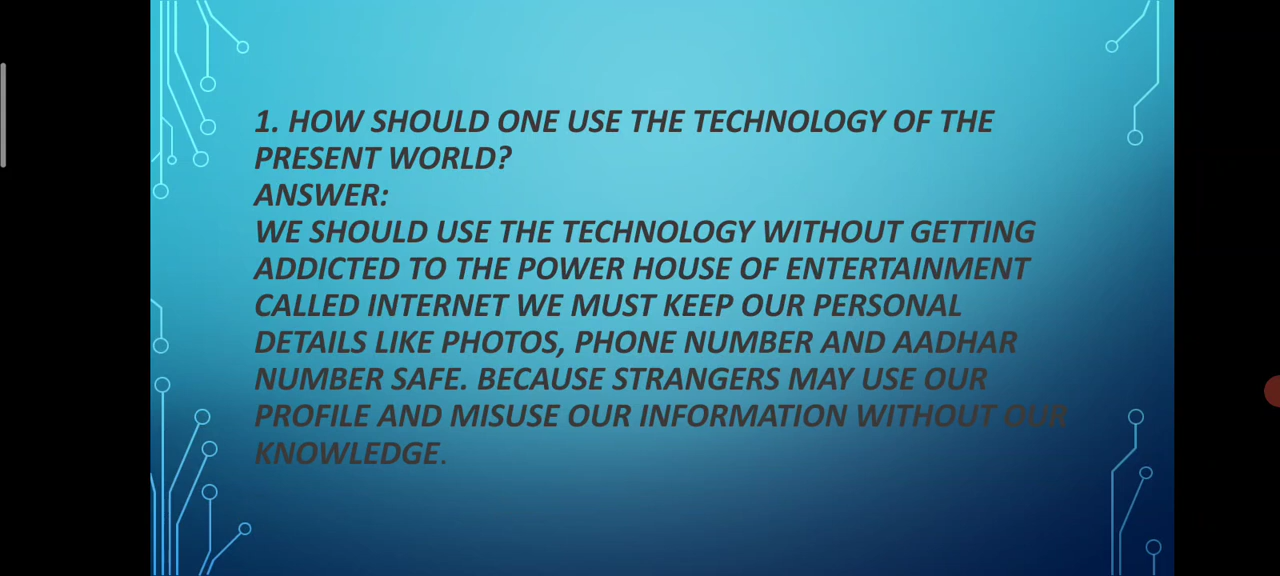 1. HOW SHOULD ONE USE THE TECHNOLOGY OF THE
PRESENT WORLD?
ANSWER:
WE SHOULD USE THE TECHNOLOGY WITHOUT GETTING
ADDICTED TO THE POWER HOUSE OF ENTERTAINMENT
CALLED INTERNET WE MUST KEEP OUR PERSONAL
DETAILS LIKE PHOTOS, PHONE NUMBER AND AADHAR
NUMBER SAFE. BECAUSE STRANGERS MAY USE OUR
PROFILE AND MISUSE OUR INFORMATION WITHOUT OUR
KNOWLEDGE.